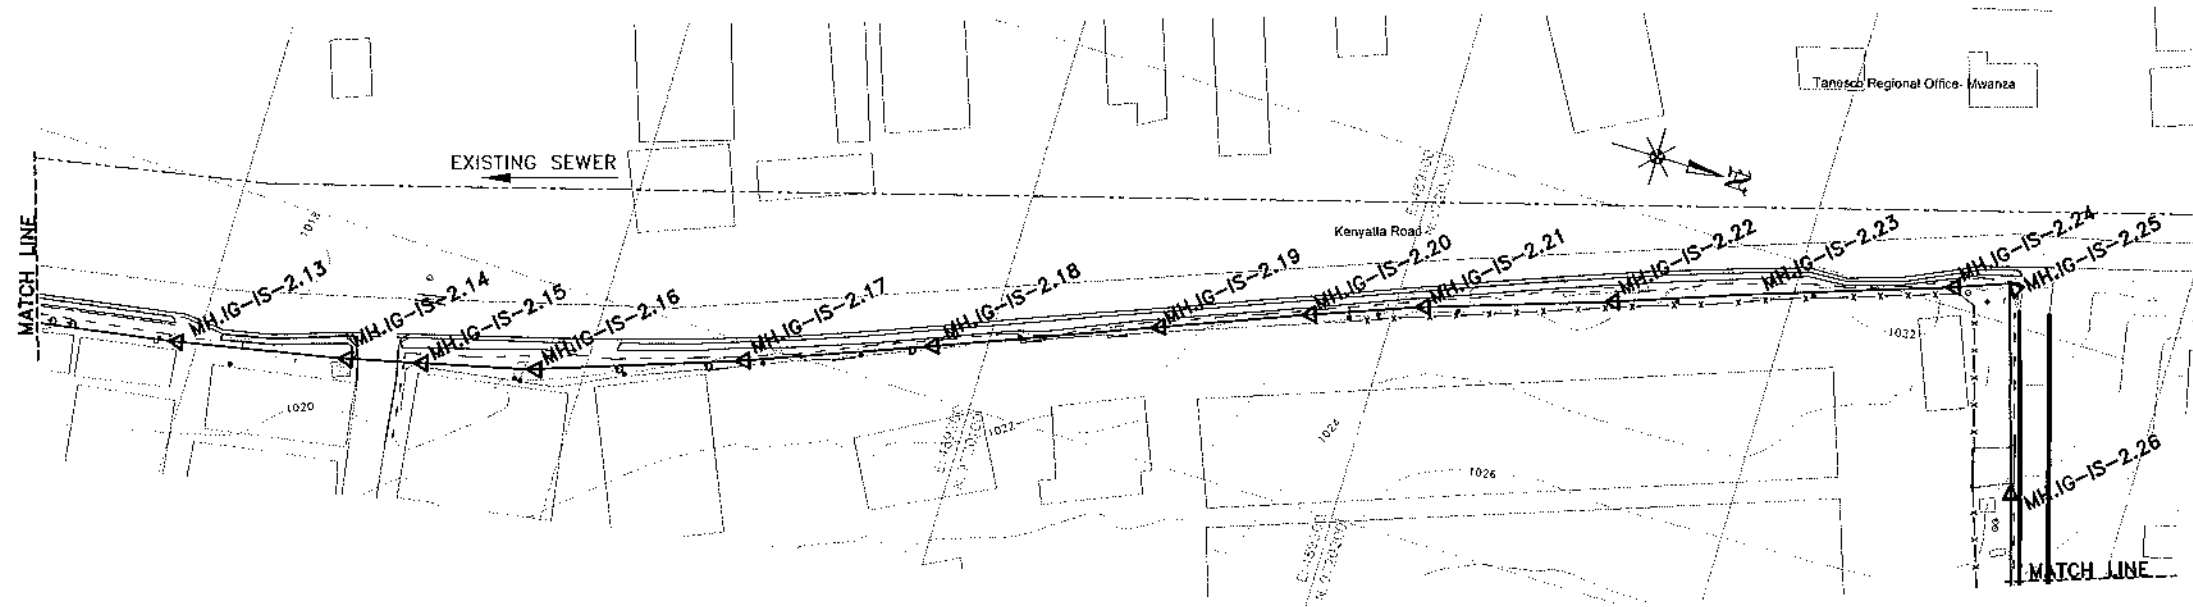 Tanesco Regional Office- Mwanza
EXISTING SEWER
N
MATCH LINE
1018
Kenyatta Road
MH.IG-IS-2.13
MH.IG-IS-2.14
MH.IG-IS-2.15
MH.IG-IS-2.16
MH.IG-IS-2.17
MH.IG-IS-2.18
MH.IG-IS-2.19
MH.IG-IS-2.20
MH.IG-IS-2.21
MH.IG-IS-2.22
MH.IG-IS-2.23
MH.IG-IS-2.24
MH.IG-IS-2.25
1032
1020
1022
1026
MH.IG-IS-2.26
MATCH LINE